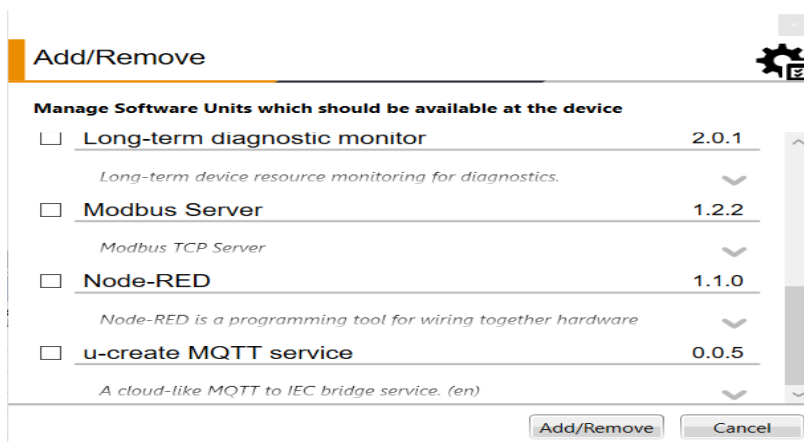 Add/Remove
Manage Software Units which should be available at the device
Long-term diagnostic monitor 2.0.1
Long-term device resource monitoring for diagnostics.
Modbus Server 1.2.2
Modbus TCP Server
Node-RED 1.1.0
Node-RED is a programming tool for wiring together hardware
u-create MQTT service 0.0.5
A cloud-like MQTT to IEC bridge service. (en)
Add/Remove Cancel